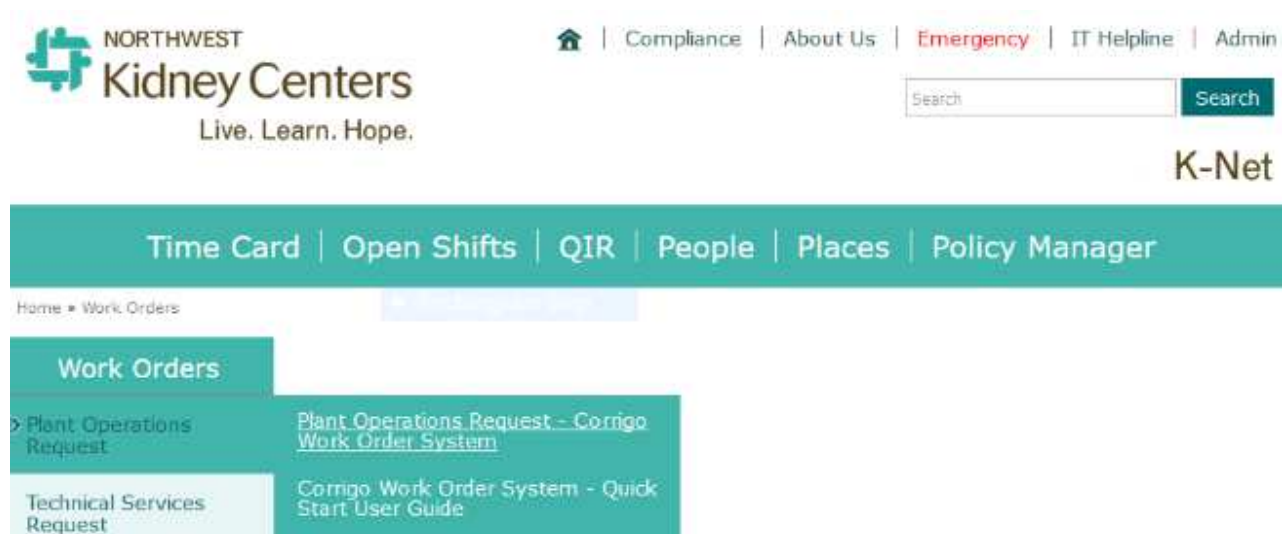 NORTHWEST
Kidney Centers
Live. Learn. Hope.
| Compliance | About Us | Emergency | IT Helpline | Admin
Search Search
K-Net
Time Card | Open Shifts | QIR | People | Places | Policy Manager
Home » Work Orders
Work Orders
> Plant Operations
Request
Plant Operations Request - Corrigo
Work Order System
Corrigo Work Order System - Quick
Start User Guide
Technical Services
Request